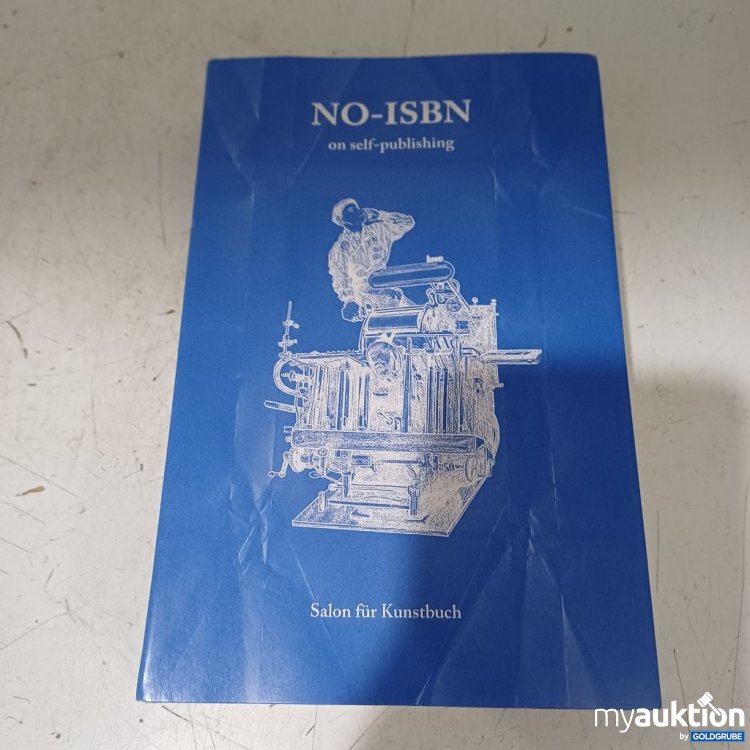 NO-ISBN
on self-publishing
Salon für Kunstbuch
myauktion
by GOLDGRUBE